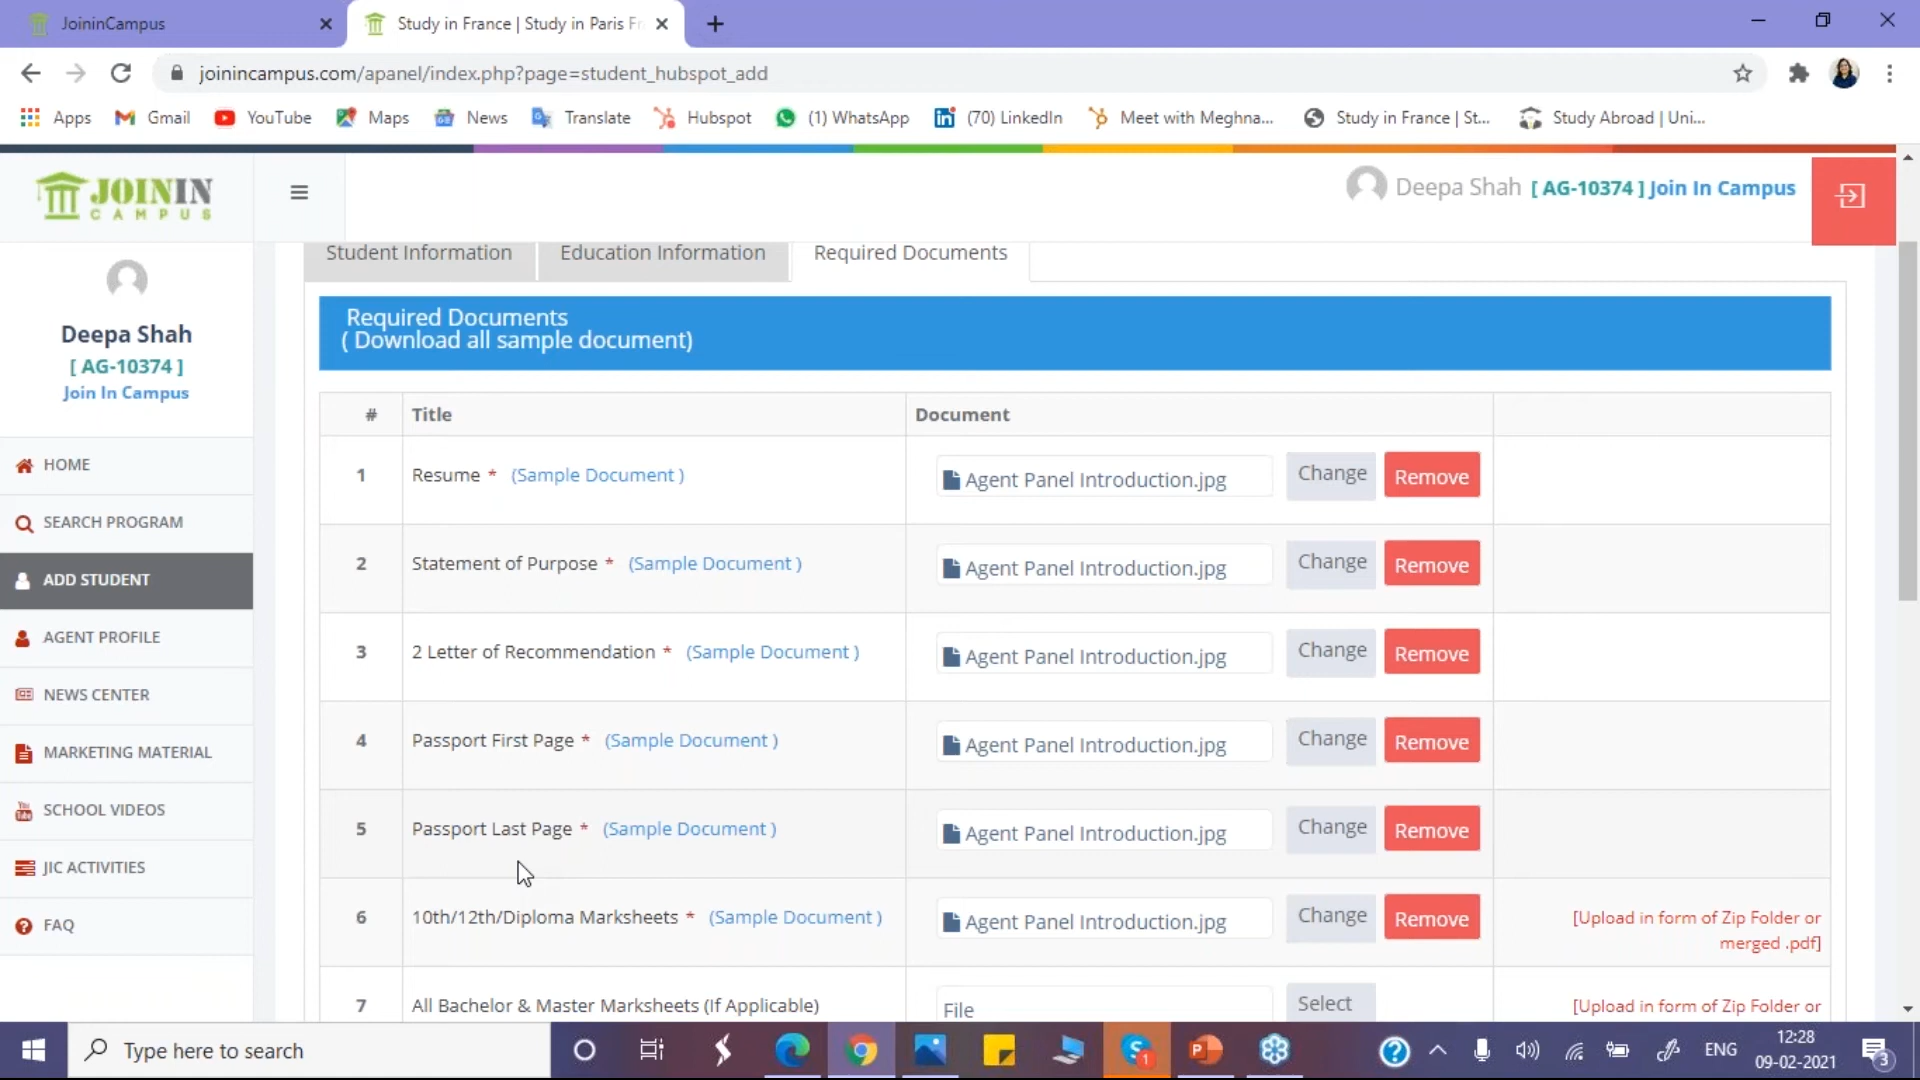 JoininCampus
Study in France | Study in Paris Fr
joinincampus.com/apanel/index.php?page=student_hubspot_add
Apps Gmail YouTube Maps News Translate Hubspot (1) WhatsApp (70) LinkedIn Meet with Meghna... Study in France | St... Study Abroad | Uni...
JOININ
CAMPUS
Deepa Shah [ AG-10374 ] Join In Campus
Student Information Education Information Required Documents
Deepa Shah
[ AG-10374 ]
Join In Campus
HOME
SEARCH PROGRAM
ADD STUDENT
AGENT PROFILE
NEWS CENTER
MARKETING MATERIAL
SCHOOL VIDEOS
JIC ACTIVITIES
FAQ
Required Documents
( Download all sample document)
# Title Document
1 Resume * (Sample Document ) Agent Panel Introduction.jpg Change Remove
2 Statement of Purpose * (Sample Document ) Agent Panel Introduction.jpg Change Remove
3 2 Letter of Recommendation * (Sample Document ) Agent Panel Introduction.jpg Change Remove
4 Passport First Page * (Sample Document ) Agent Panel Introduction.jpg Change Remove
5 Passport Last Page * (Sample Document ) Agent Panel Introduction.jpg Change Remove
6 10th/12th/Diploma Marksheets * (Sample Document ) Agent Panel Introduction.jpg Change Remove [Upload in form of Zip Folder or
merged .pdf]
7 All Bachelor & Master Marksheets (If Applicable) File Select [Upload in form of Zip Folder or
Type here to search
1
P
ENG
12:28
09-02-2021
3